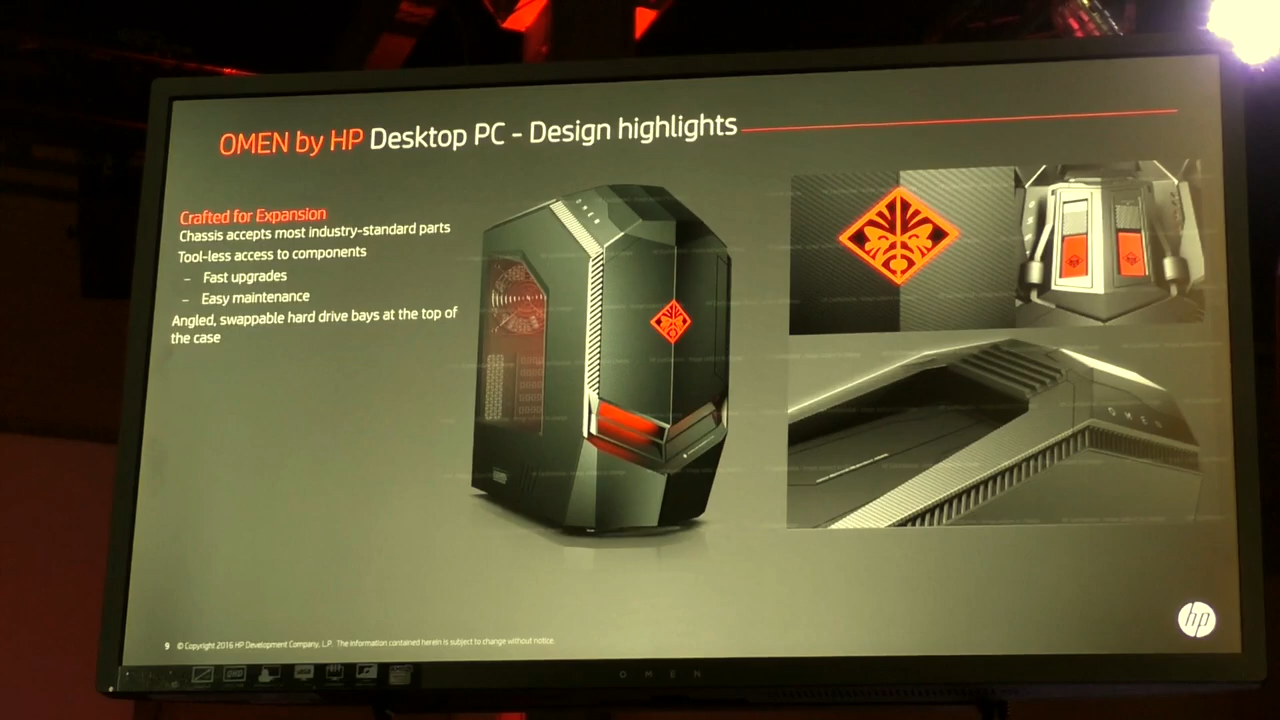 OMEN by HP Desktop PC - Design highlights
Crafted for Expansion
Chassis accepts most industry-standard parts
Tool-less access to components
– Fast upgrades
– Easy maintenance
Angled, swappable hard drive bays at the top of
the case
OMEN
OMEN
hp
9 © Copyright 2016 HP Development Company, L.P. The information contained herein is subject to change without notice.
OMEN